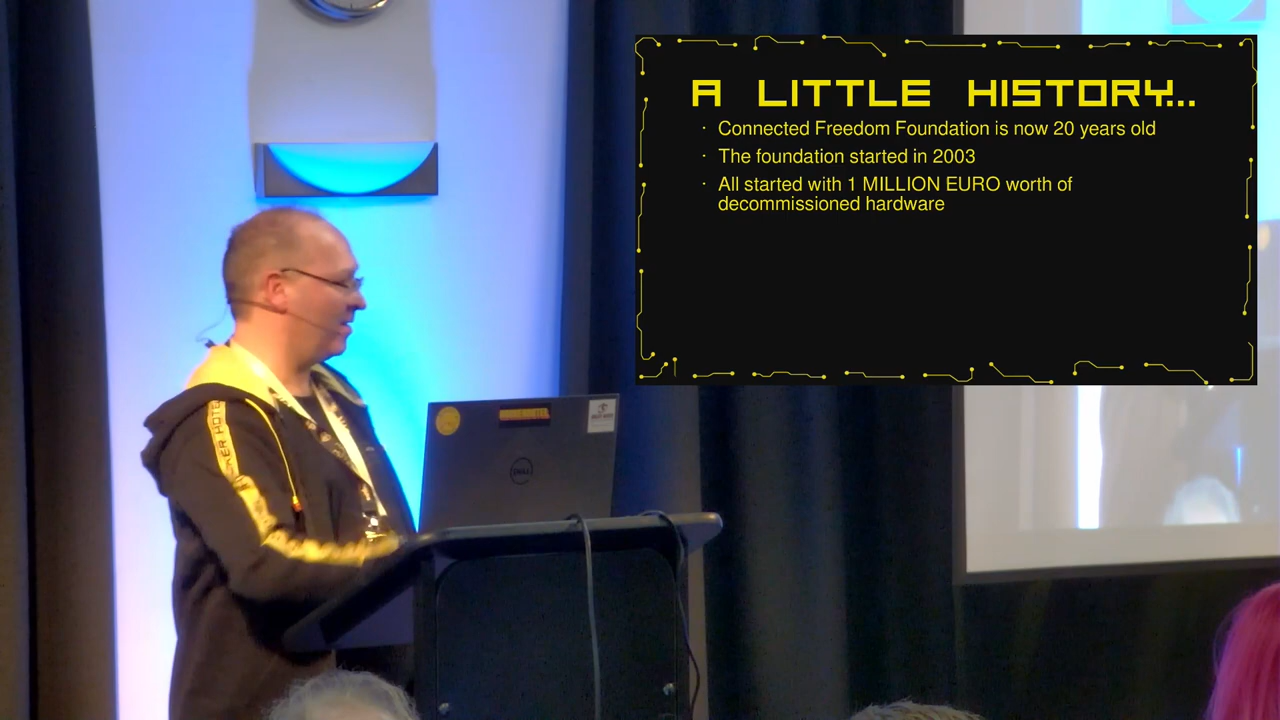 A LITTLE HISTORY...
· Connected Freedom Foundation is now 20 years old
· The foundation started in 2003
· All started with 1 MILLION EURO worth of
decommissioned hardware
DELL